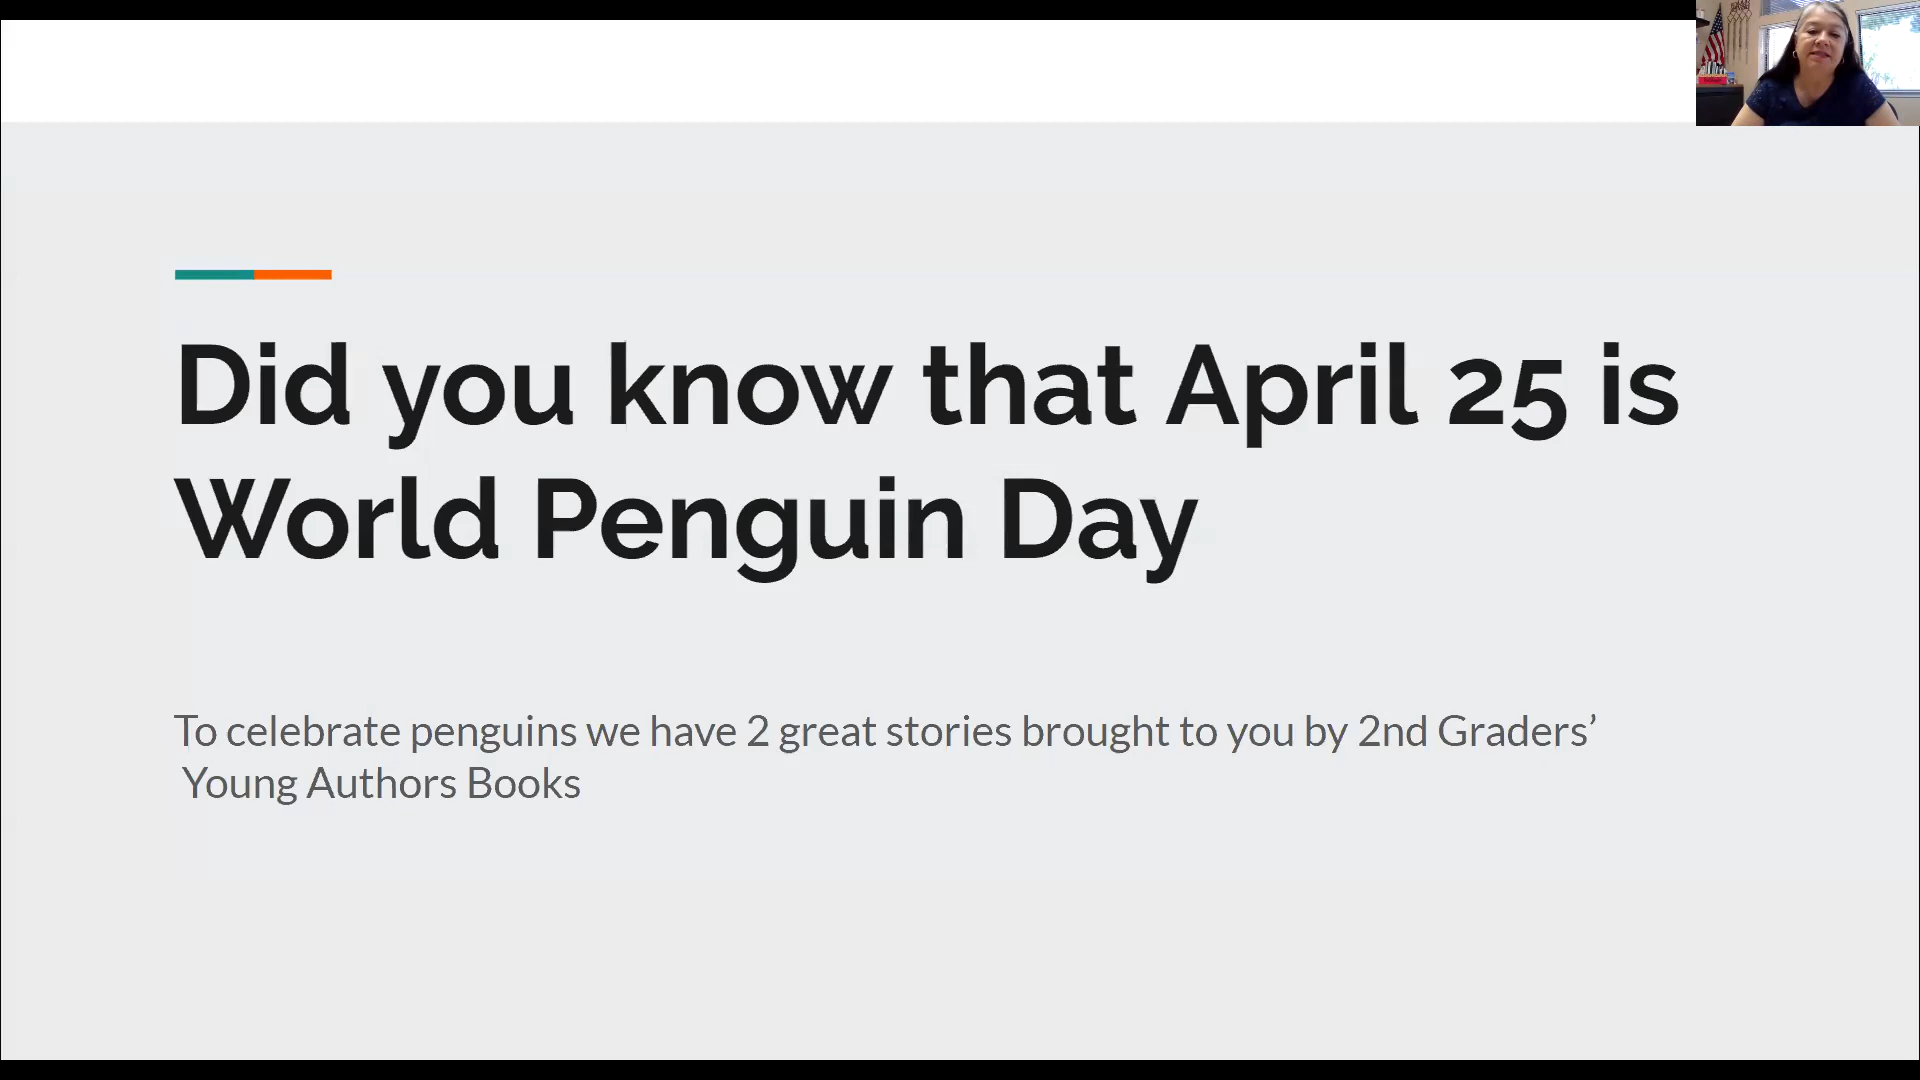 Did you know that April 25 is
World Penguin Day
To celebrate penguins we have 2 great stories brought to you by 2nd Graders’
Young Authors Books